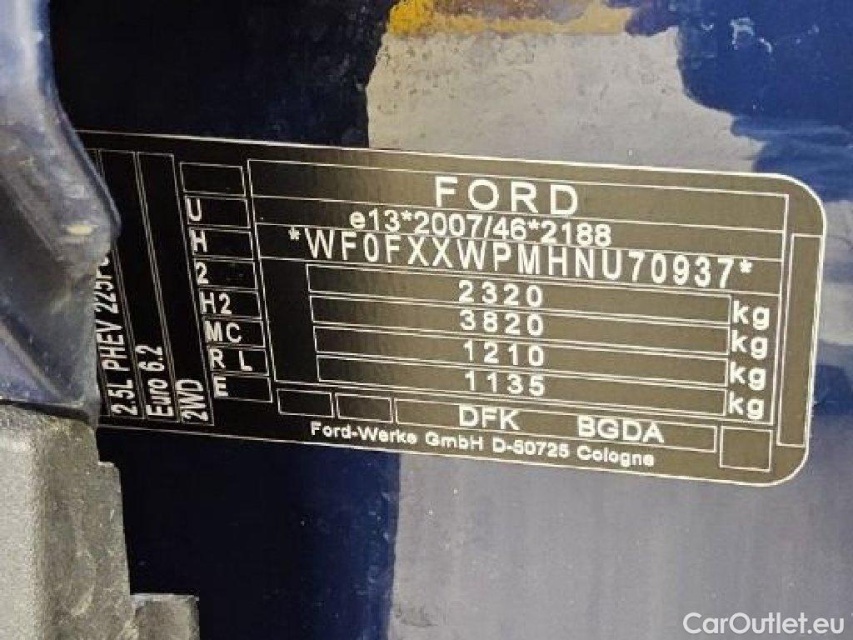 FORD
e13*2007/46*2188
*WF0FXXWPMHNU70937*
2320 kg
3820 kg
1210 kg
1135 kg
DFK BGDA
Ford-Werke GmbH D-50725 Cologne
U
H
2
H2
MC
R L
E
2WD
Euro 6.2
2.5L PHEV
CarOutlet.eu